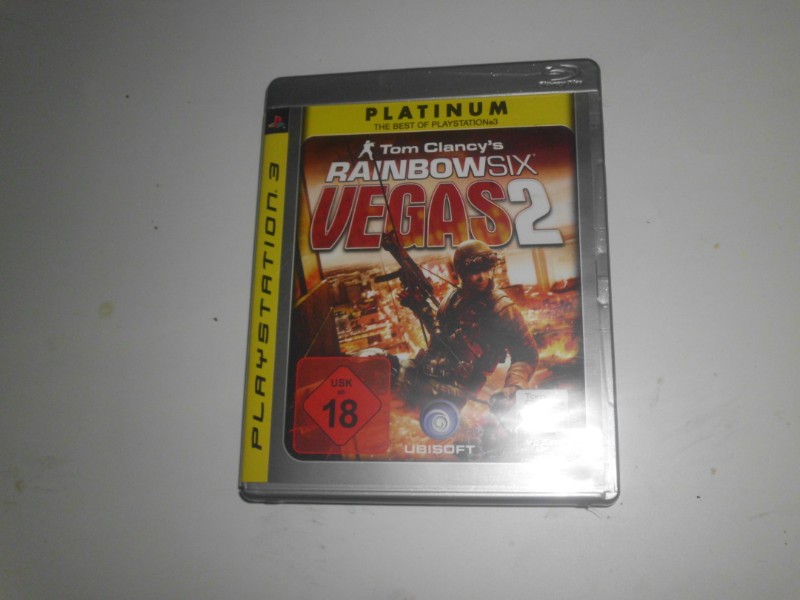 PLATINUM
THE BEST OF PLAYSTATION®3
PLAYSTATION 3
Tom Clancy's
RAINBOWSIX
VEGAS2
USK
ab
18
UBISOFT